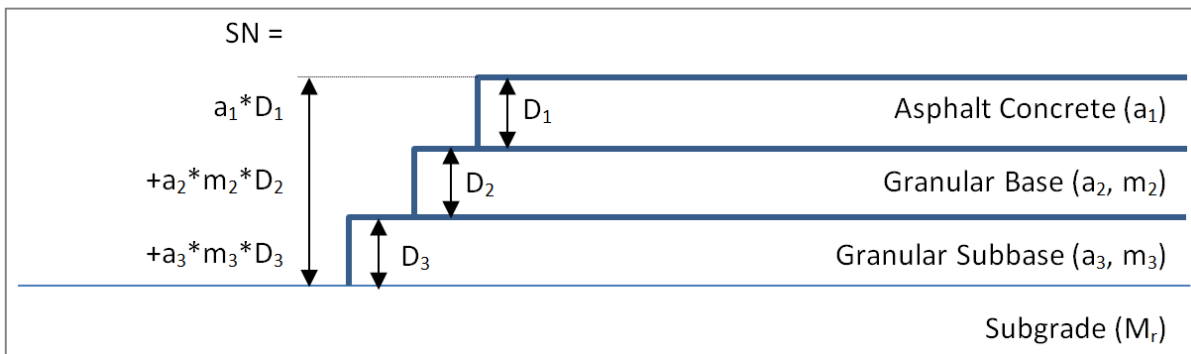 SN =
a₁*D₁ D₁ Asphalt Concrete (a₁)
+a₂*m₂*D₂ D₂ Granular Base (a₂, m₂)
+a₃*m₃*D₃ D₃ Granular Subbase (a₃, m₃)
Subgrade (Mᵣ)